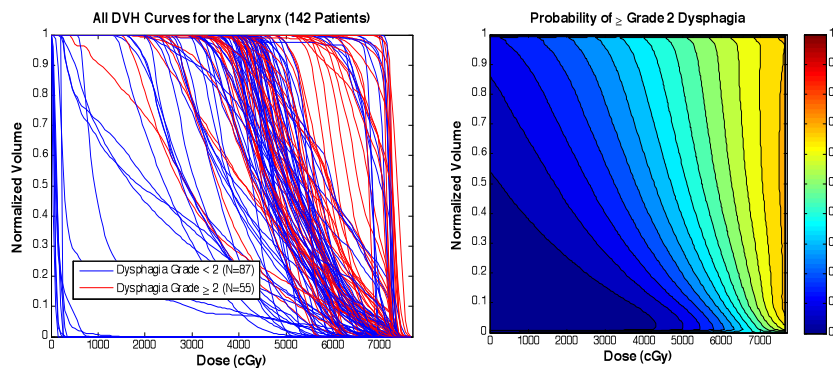 All DVH Curves for the Larynx (142 Patients)
Normalized Volume
1
0.9
0.8
0.7
0.6
0.5
0.4
0.3
0.2
0.1
0
Dysphagia Grade < 2 (N=87)
Dysphagia Grade ≥ 2 (N=55)
0 1000 2000 3000 4000 5000 6000 7000
Dose (cGy)
Probability of ≥ Grade 2 Dysphagia
Normalized Volume
1
0.9
0.8
0.7
0.6
0.5
0.4
0.3
0.2
0.1
0
0 1000 2000 3000 4000 5000 6000 7000
Dose (cGy)